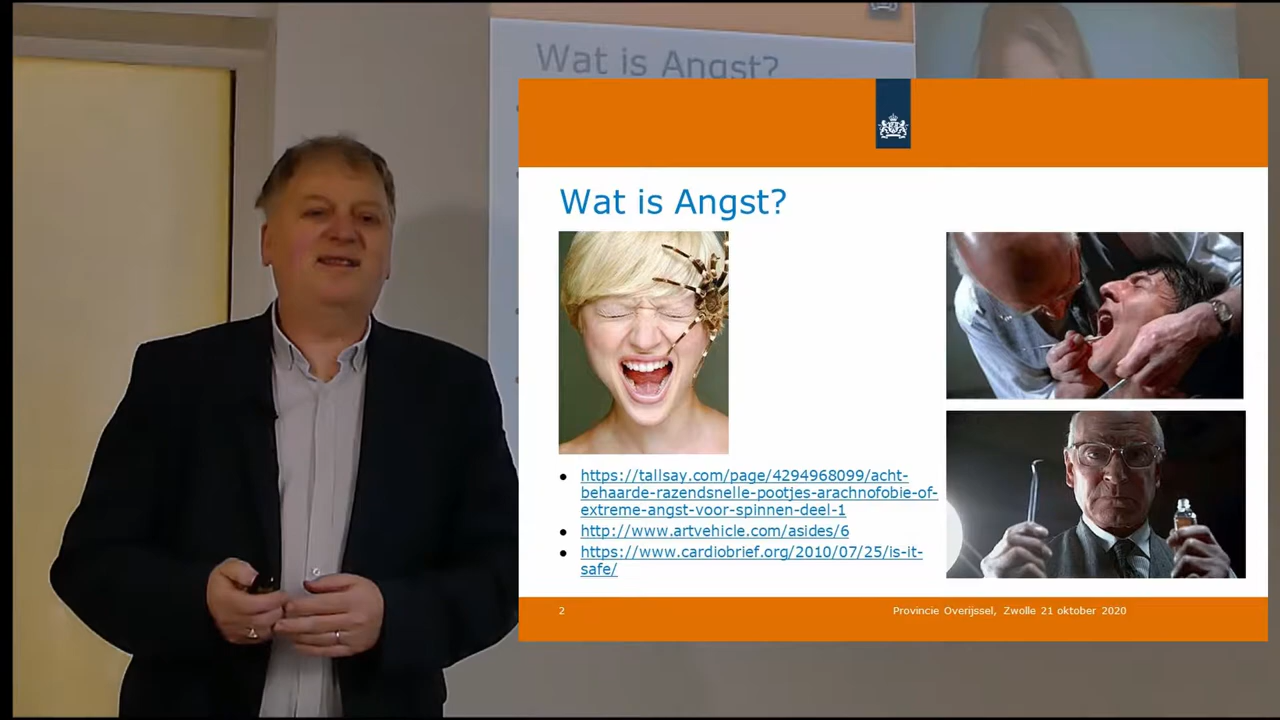 Wat is Angst?
Wat is Angst?
https://tallsay.com/page/4294968099/acht-
behaarde-razendsnelle-pootjes-arachnofobie-of-
extreme-angst-voor-spinnen-deel-1
http://www.artvehicle.com/asides/6
https://www.cardiobrief.org/2010/07/25/is-it-
safe/
2
Provincie Overijssel, Zwolle 21 oktober 2020